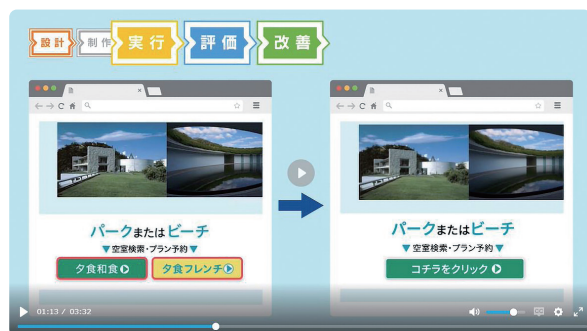 設計 制作 実行 評価 改善
パークまたはビーチ
▼空室検索・プラン予約▼
夕食和食 夕食フレンチ
パークまたはビーチ
▼空室検索・プラン予約▼
コチラをクリック
01:13 / 03:32